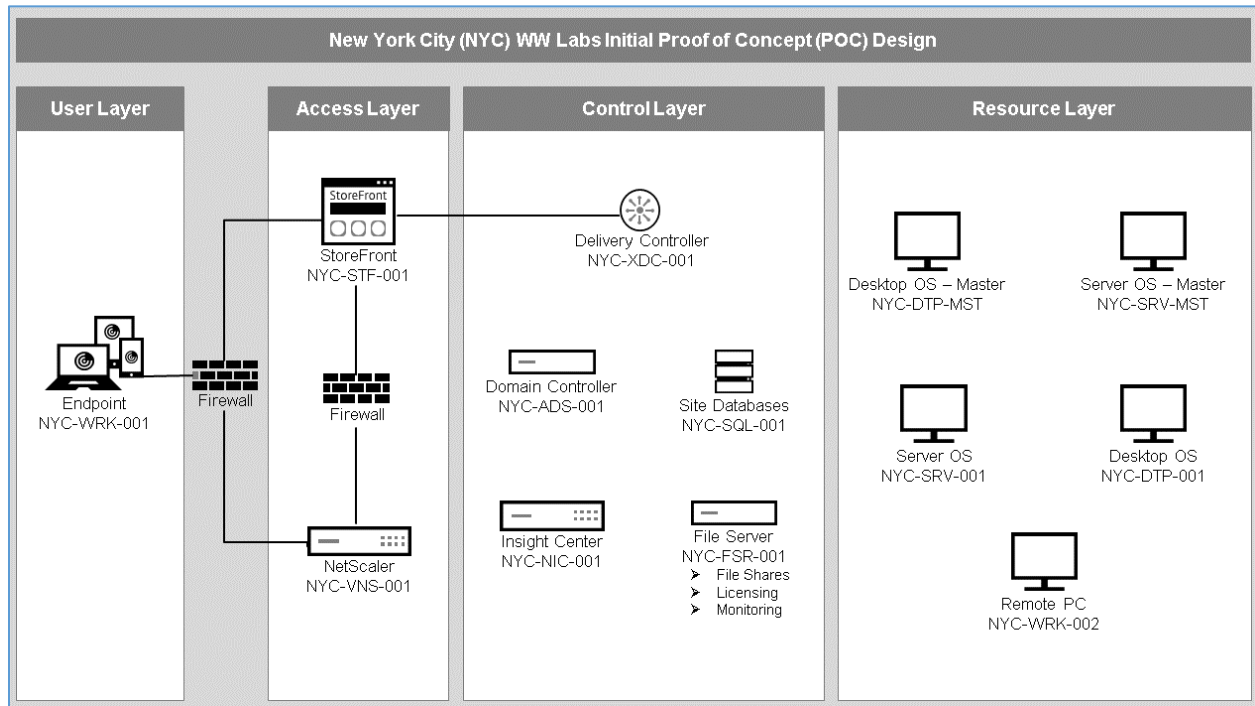 New York City (NYC) WW Labs Initial Proof of Concept (POC) Design
User Layer
Endpoint
NYC-WRK-001
Firewall
Access Layer
StoreFront
StoreFront
NYC-STF-001
Firewall
NetScaler
NYC-VNS-001
Control Layer
Delivery Controller
NYC-XDC-001
Domain Controller
NYC-ADS-001
Site Databases
NYC-SQL-001
Insight Center
NYC-NIC-001
File Server
NYC-FSR-001
➢ File Shares
➢ Licensing
➢ Monitoring
Resource Layer
Desktop OS – Master
NYC-DTP-MST
Server OS – Master
NYC-SRV-MST
Server OS
NYC-SRV-001
Desktop OS
NYC-DTP-001
Remote PC
NYC-WRK-002